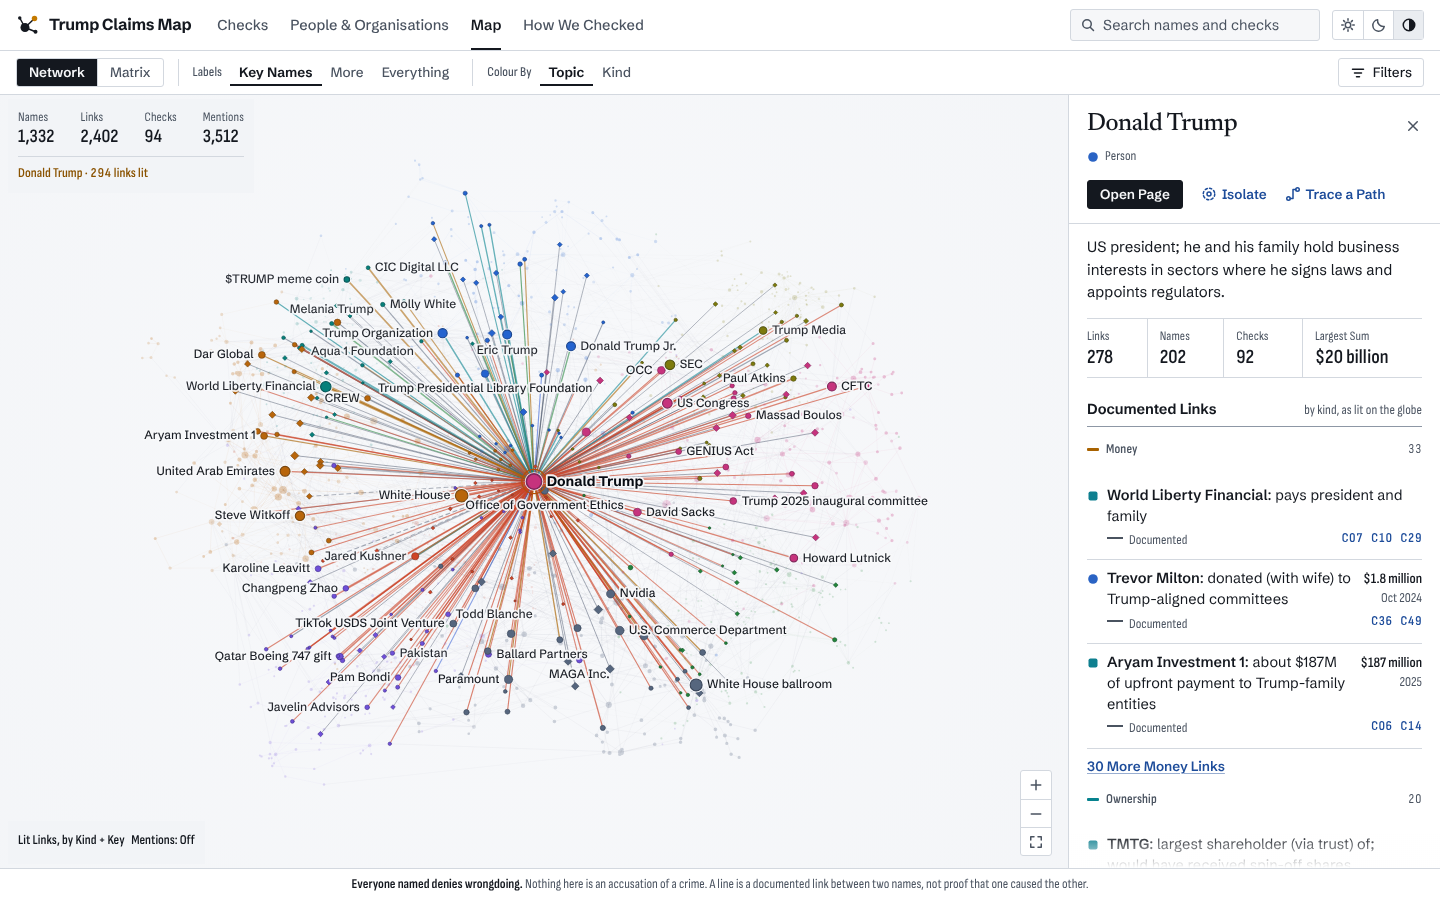 Trump Claims Map
Checks
People & Organisations
Map
How We Checked
Search names and checks
Network
Matrix
Labels
Key Names
More
Everything
Colour By
Topic
Kind
Filters
Names
Links
Checks
Mentions
1,332
2,402
94
3,512
Donald Trump · 294 links lit
CIC Digital LLC
$TRUMP meme coin
Melania Trump
Molly White
Trump Organization
Eric Trump
Donald Trump Jr.
Trump Media
Dar Global
Aqua 1 Foundation
OCC
SEC
World Liberty Financial
Trump Presidential Library Foundation
Paul Atkins
CFTC
CREW
US Congress
Massad Boulos
Aryam Investment 1
GENIUS Act
United Arab Emirates
Donald Trump
White House
Office of Government Ethics
Trump 2025 inaugural committee
Steve Witkoff
David Sacks
Jared Kushner
Howard Lutnick
Karoline Leavitt
Changpeng Zhao
Nvidia
Todd Blanche
TikTok USDS Joint Venture
U.S. Commerce Department
Qatar Boeing 747 gift
Pakistan
Ballard Partners
Pam Bondi
Paramount
MAGA Inc.
White House ballroom
Javelin Advisors
Lit Links, by Kind + Key
Mentions: Off
Donald Trump
Person
Open Page
Isolate
Trace a Path
US president; he and his family hold business
interests in sectors where he signs laws and
appoints regulators.
Links
Names
Checks
Largest Sum
278
202
92
$20 billion
Documented Links
by kind, as lit on the globe
Money
33
World Liberty Financial: pays president and
family
Documented
C07 C10 C29
Trevor Milton: donated (with wife) to
$1.8 million
Trump-aligned committees
Oct 2024
Documented
C36 C49
Aryam Investment 1: about $187M
$187 million
of upfront payment to Trump-family
2025
entities
Documented
C06 C14
30 More Money Links
Ownership
20
TMTG: largest shareholder (via trust) of;
would have received spin-off shares
Everyone named denies wrongdoing. Nothing here is an accusation of a crime. A line is a documented link between two names, not proof that one caused the other.